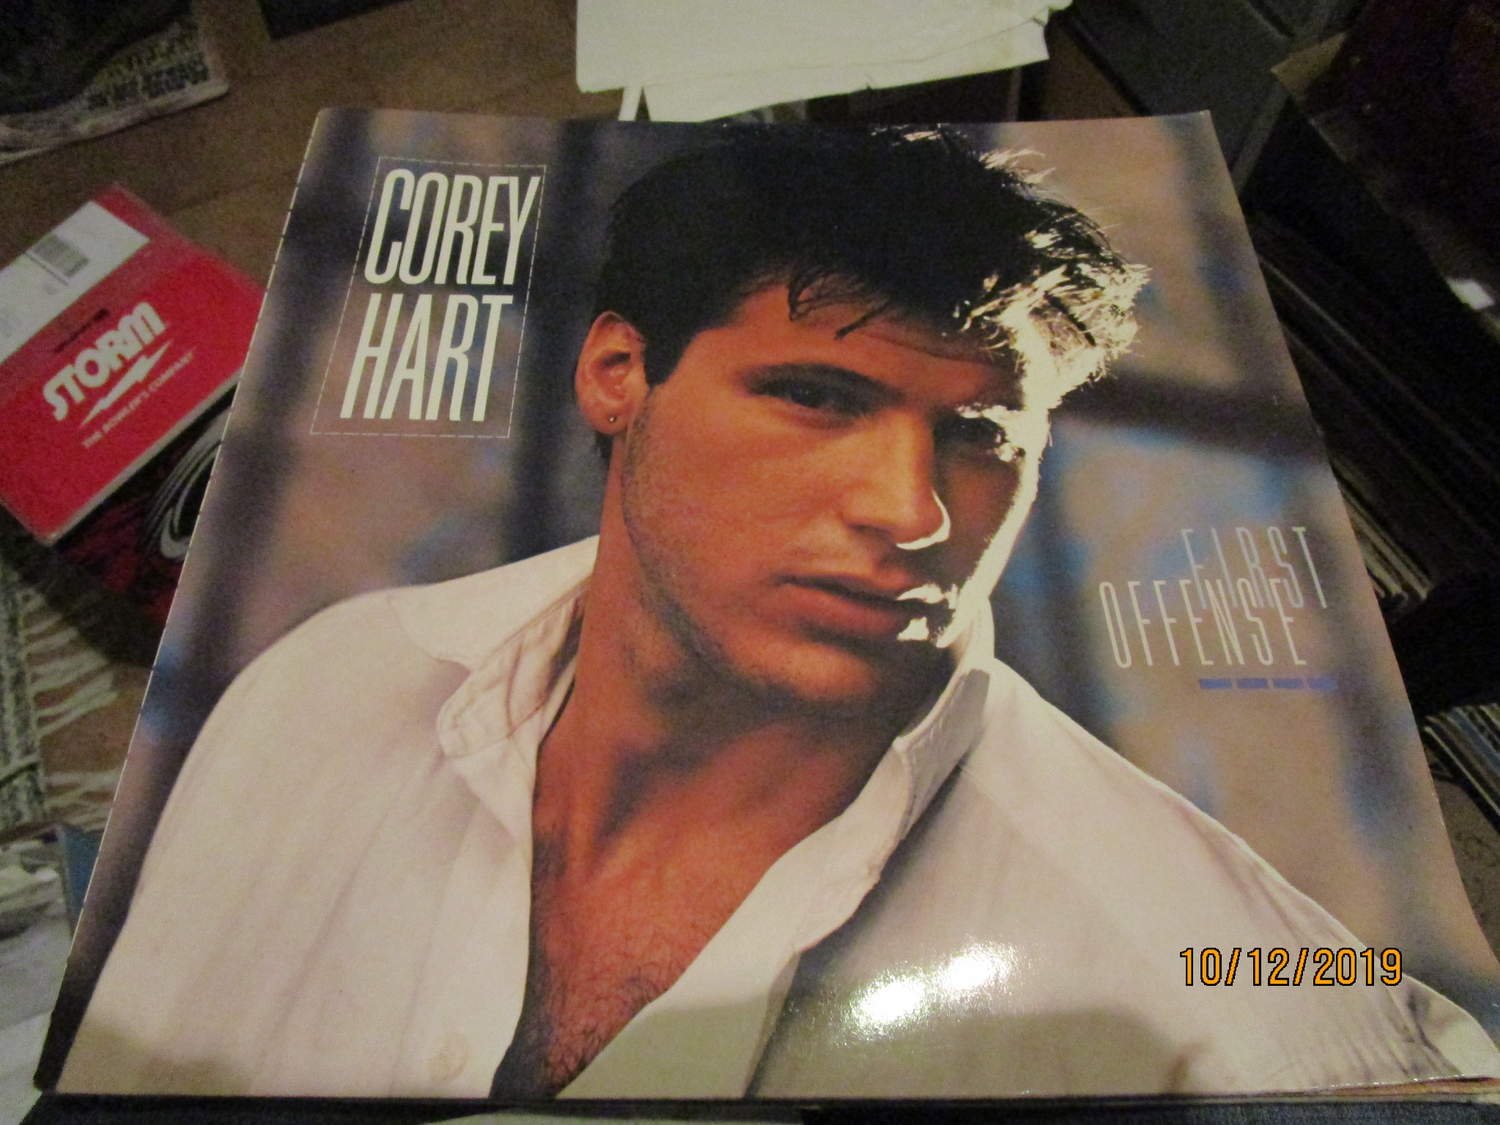 COREY
HART
FIRST
OFFENSE
STORM
THE BOWLER'S COMPANY
10/12/2019